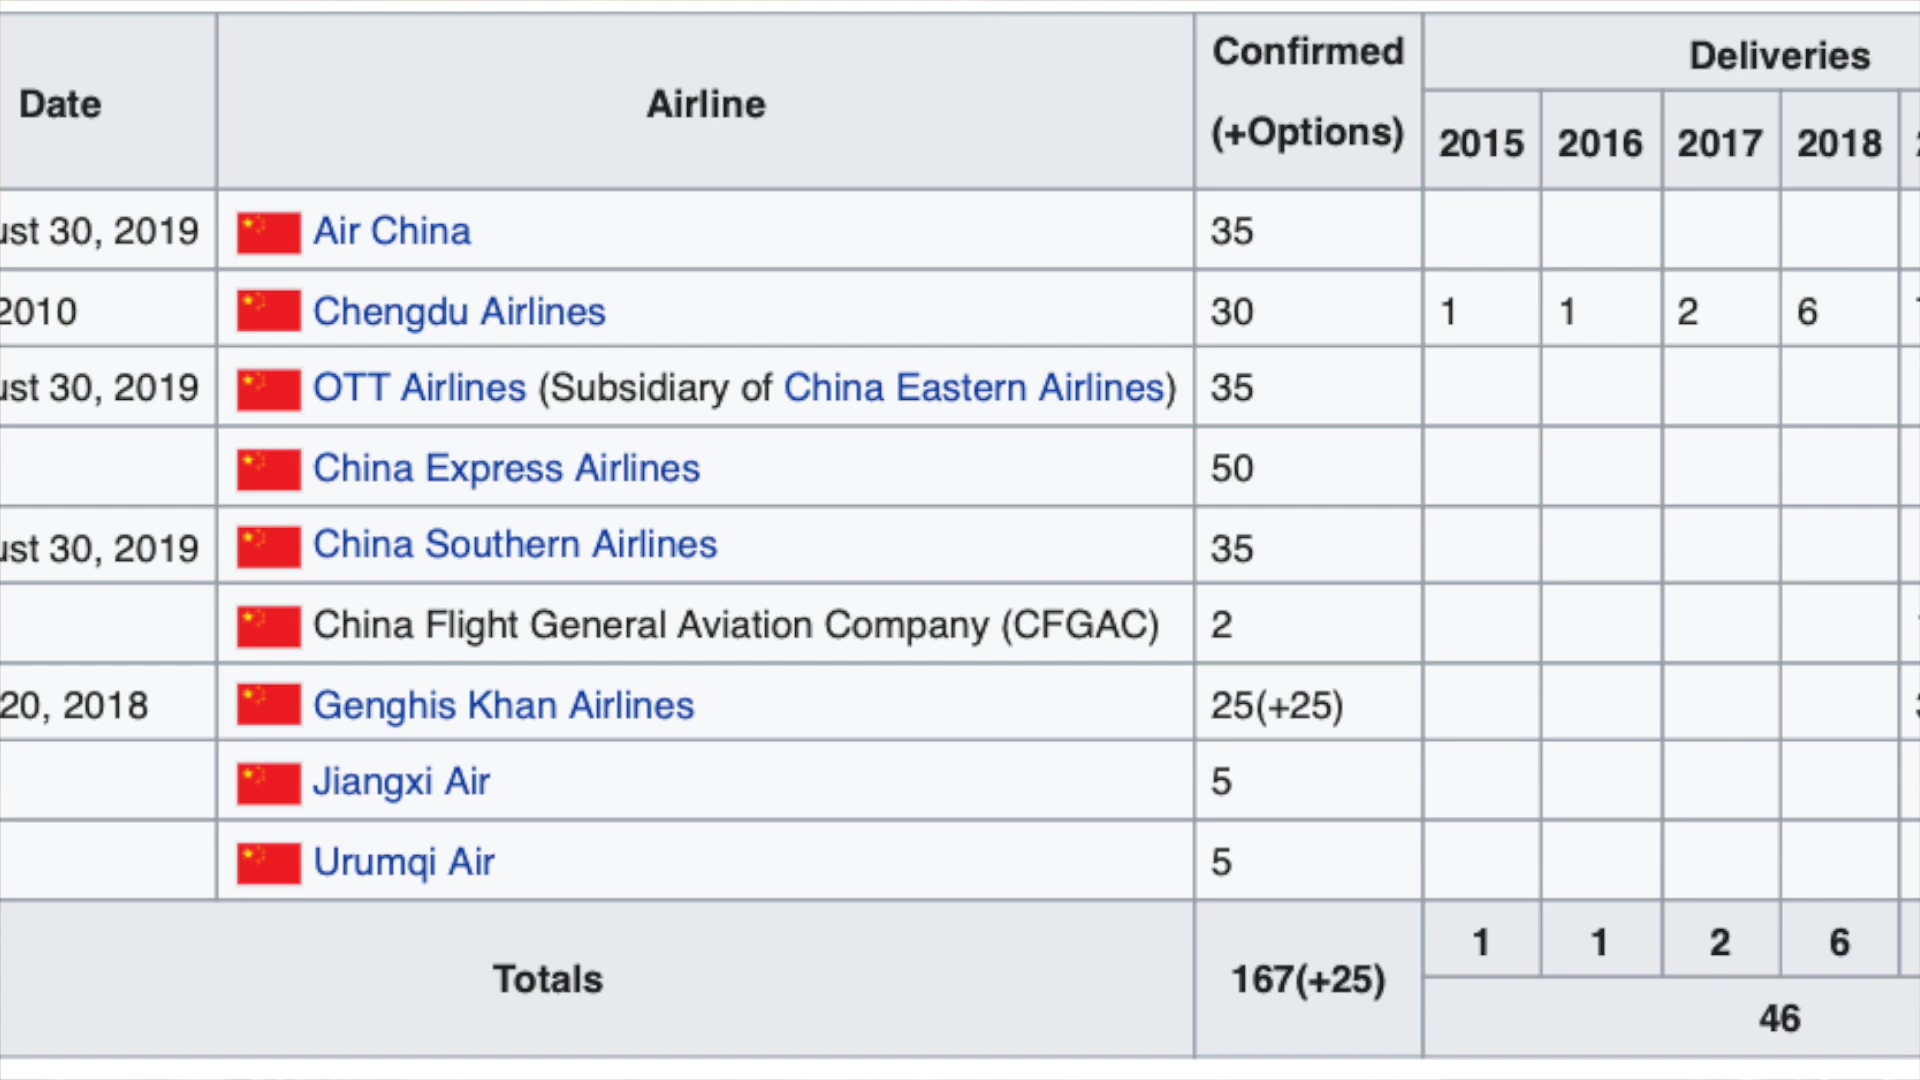 Date Airline Confirmed (+Options) Deliveries
2015 2016 2017 2018
ust 30, 2019 Air China 35
2010 Chengdu Airlines 30 1 1 2 6
ust 30, 2019 OTT Airlines (Subsidiary of China Eastern Airlines) 35
China Express Airlines 50
ust 30, 2019 China Southern Airlines 35
China Flight General Aviation Company (CFGAC) 2
20, 2018 Genghis Khan Airlines 25(+25)
Jiangxi Air 5
Urumqi Air 5
Totals 167(+25) 1 1 2 6
46